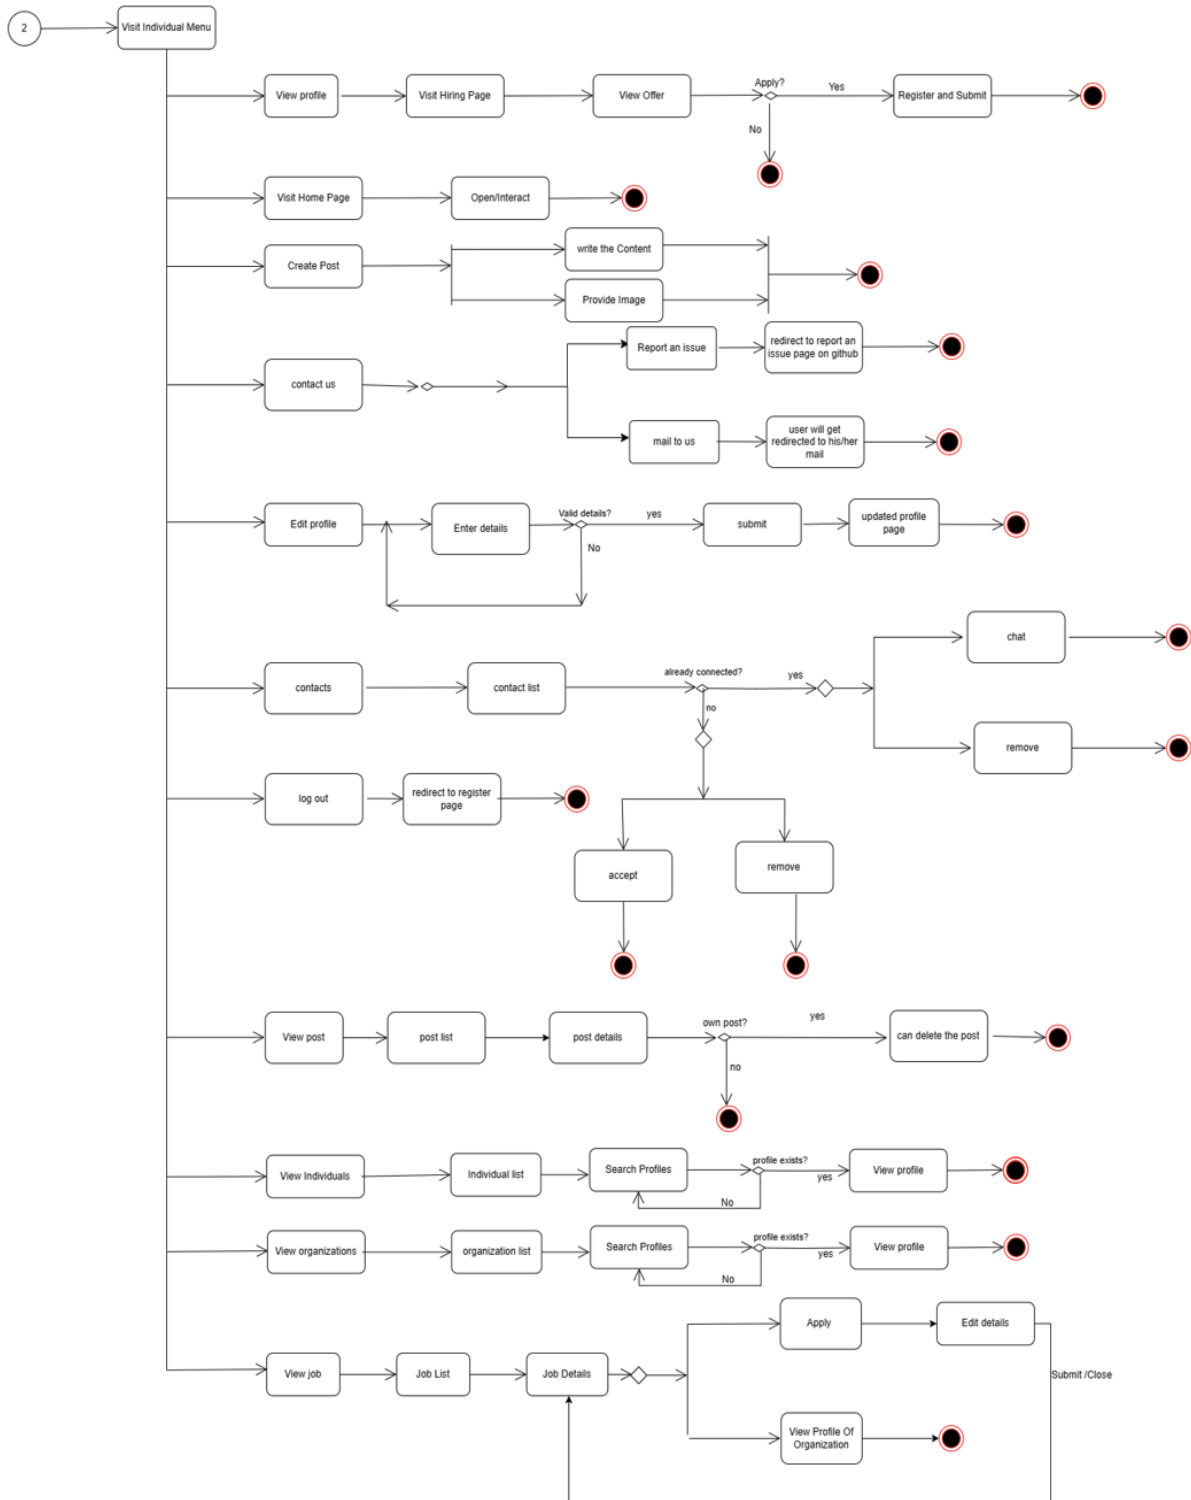 2
Visit Individual Menu
View profile
Visit Hiring Page
View Offer
Apply?
Yes
No
Register and Submit
Visit Home Page
Open/Interact
Create Post
write the Content
Provide Image
contact us
Report an issue
redirect to report an
issue page on github
mail to us
user will get
redirected to his/her
mail
Edit profile
Enter details
Valid details?
yes
No
submit
updated profile
page
contacts
contact list
already connected?
yes
no
chat
remove
log out
redirect to register
page
accept
remove
View post
post list
post details
own post?
yes
no
can delete the post
View Individuals
Individual list
Search Profiles
profile exists?
yes
No
View profile
View organizations
organization list
Search Profiles
profile exists?
yes
No
View profile
View job
Job List
Job Details
Apply
Edit details
Submit /Close
View Profile Of
Organization